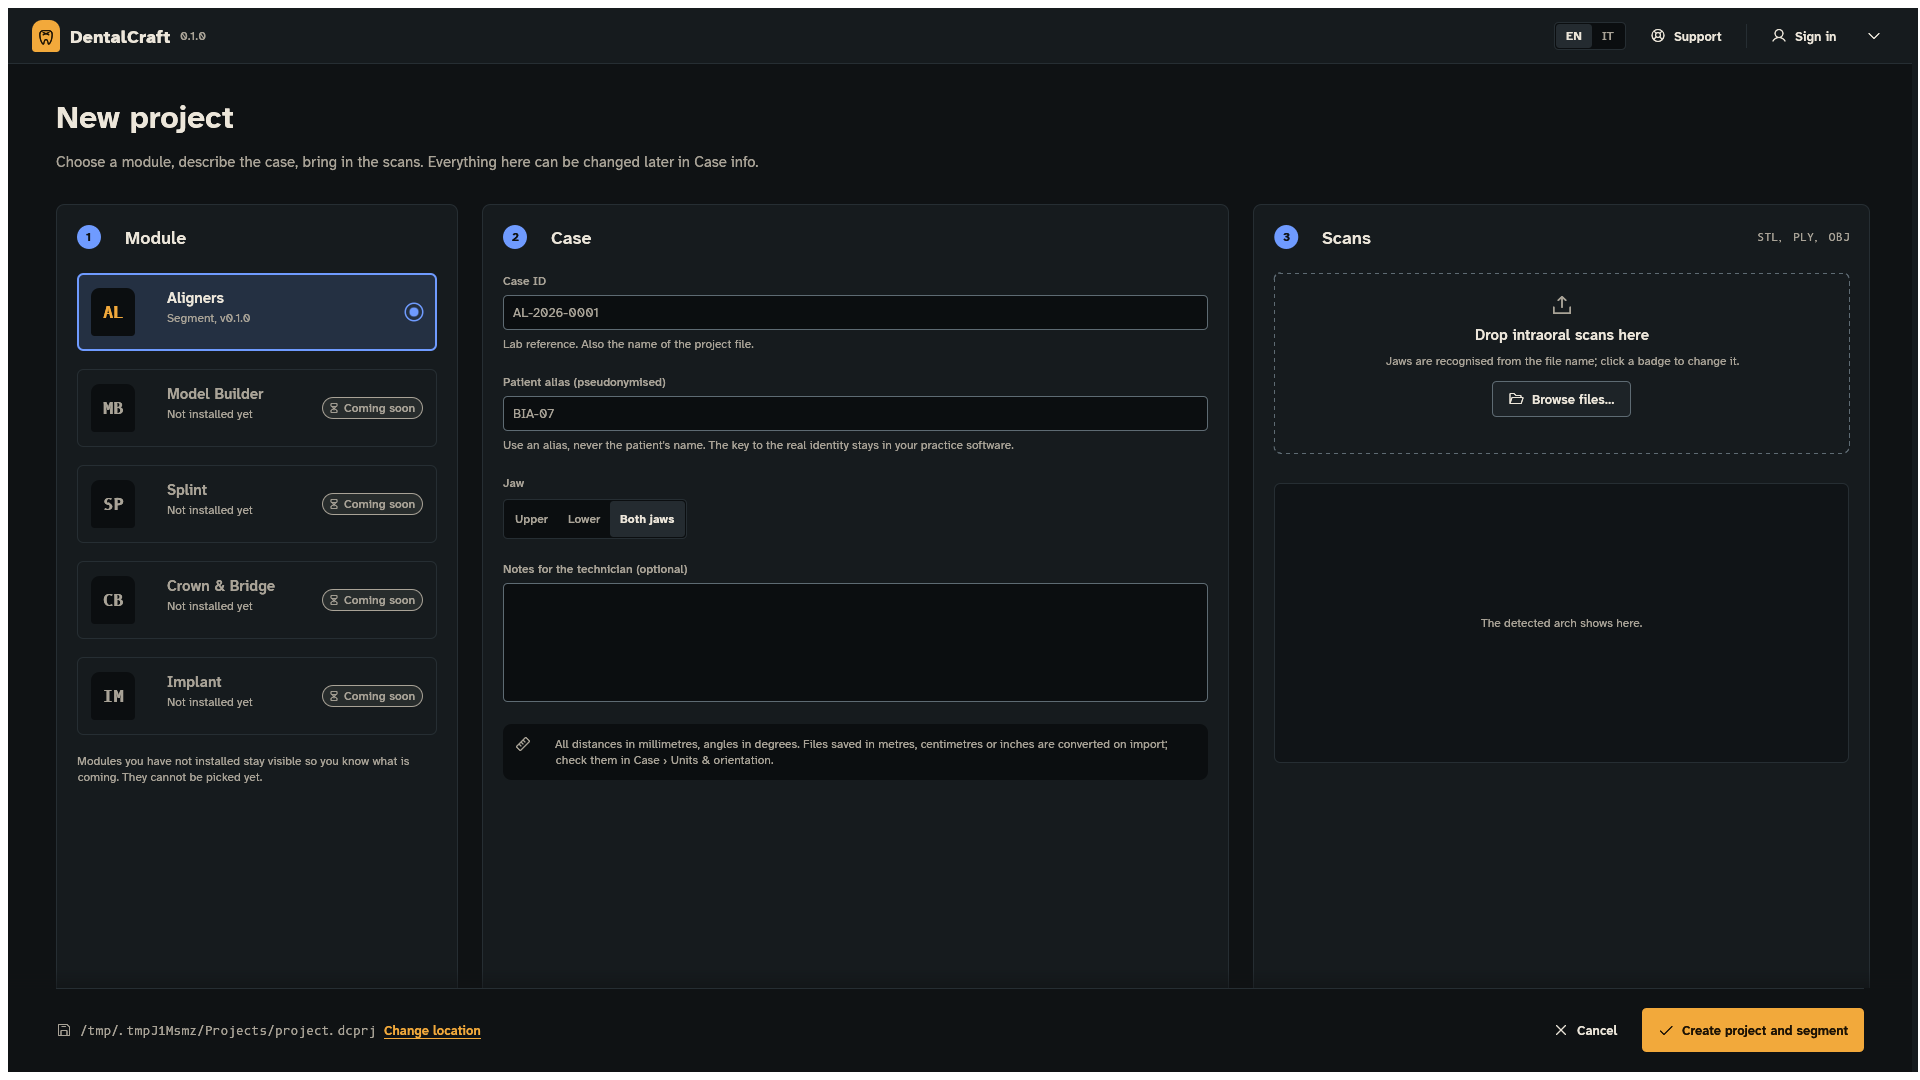 DentalCraft 0.1.0
EN IT
Support
Sign in
New project
Choose a module, describe the case, bring in the scans. Everything here can be changed later in Case info.
1 Module
AL
Aligners
Segment, v0.1.0
MB
Model Builder
Not installed yet
Coming soon
SP
Splint
Not installed yet
Coming soon
CB
Crown & Bridge
Not installed yet
Coming soon
IM
Implant
Not installed yet
Coming soon
Modules you have not installed stay visible so you know what is
coming. They cannot be picked yet.
2 Case
Case ID
AL-2026-0001
Lab reference. Also the name of the project file.
Patient alias (pseudonymised)
BIA-07
Use an alias, never the patient's name. The key to the real identity stays in your practice software.
Jaw
Upper Lower Both jaws
Notes for the technician (optional)
All distances in millimetres, angles in degrees. Files saved in metres, centimetres or inches are converted on import;
check them in Case › Units & orientation.
3 Scans
STL, PLY, OBJ
Drop intraoral scans here
Jaws are recognised from the file name; click a badge to change it.
Browse files...
The detected arch shows here.
/tmp/.tmpJ1Msmz/Projects/project.dcprj Change location
Cancel
Create project and segment